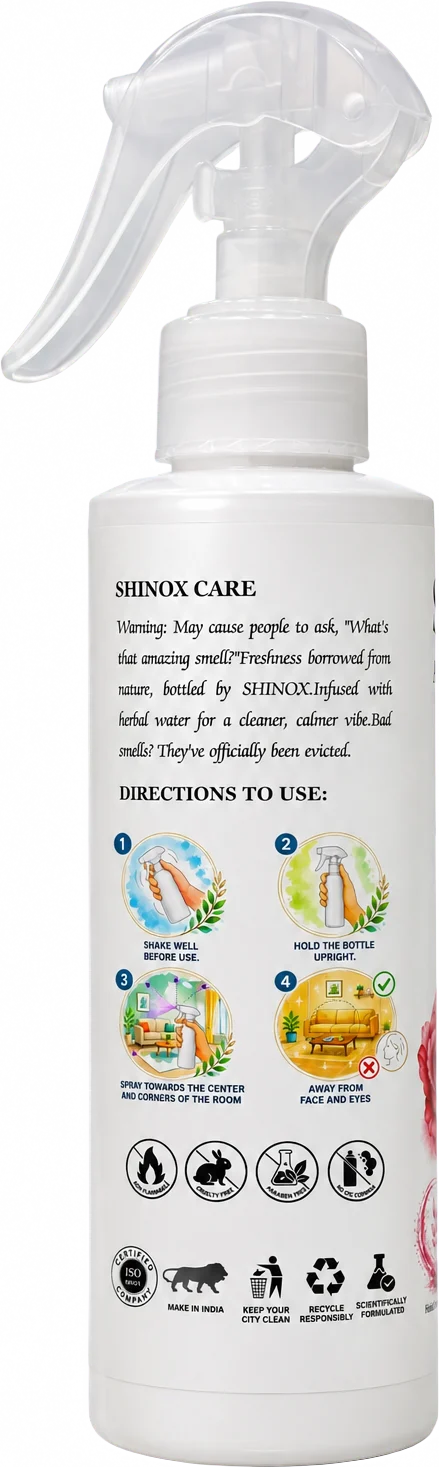 SHINOX CARE
Warning: May cause people to ask, "What's
that amazing smell?"Freshness borrowed from
nature, bottled by SHINOX.Infused with
herbal water for a cleaner, calmer vibe.Bad
smells? They've officially been evicted.
DIRECTIONS TO USE:
1
2
SHAKE WELL
BEFORE USE.
HOLD THE BOTTLE
UPRIGHT.
3
4
SPRAY TOWARDS THE CENTER
AND CORNERS OF THE ROOM
AWAY FROM
FACE AND EYES
NON FLAMMABLE
CRUELTY FREE
PARABEN FREE
CERTIFIED
ISO
COMPANY
MAKE IN INDIA
KEEP YOUR
CITY CLEAN
RECYCLE
RESPONSIBLY
SCIENTIFICALLY
FORMULATED